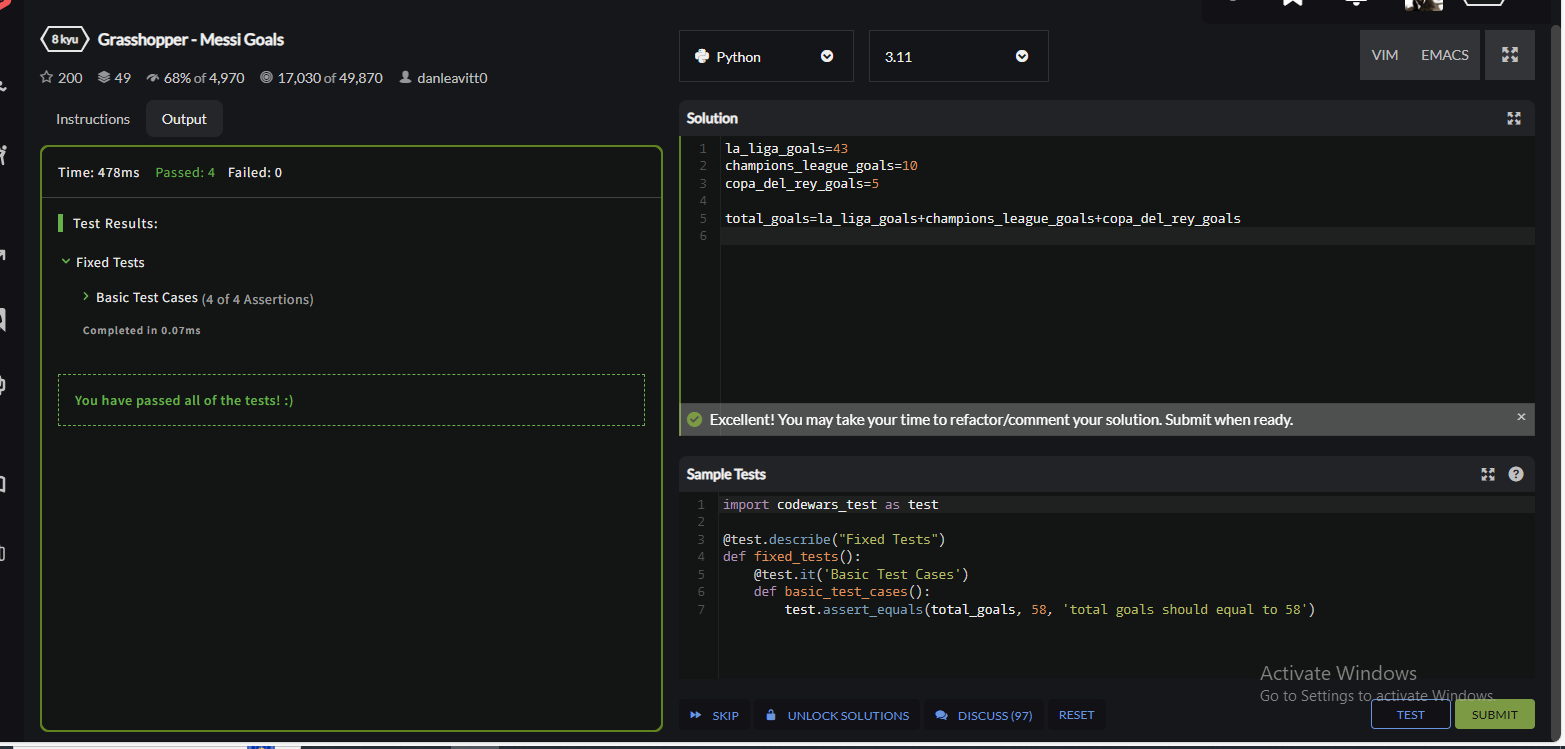 8 kyu Grasshopper - Messi Goals
200 49 68% of 4,970 17,030 of 49,870 danleavitt0
Instructions Output
Time: 478ms Passed: 4 Failed: 0
Test Results:
Fixed Tests
Basic Test Cases (4 of 4 Assertions)
Completed in 0.07ms
You have passed all of the tests! :)
Python 3.11 VIM EMACS
Solution
1 la_liga_goals=43
2 champions_league_goals=10
3 copa_del_rey_goals=5
4
5 total_goals=la_liga_goals+champions_league_goals+copa_del_rey_goals
6
Excellent! You may take your time to refactor/comment your solution. Submit when ready. ×
Sample Tests ?
1 import codewars_test as test
2
3 @test.describe("Fixed Tests")
4 def fixed_tests():
5     @test.it('Basic Test Cases')
6     def basic_test_cases():
7         test.assert_equals(total_goals, 58, 'total goals should equal to 58')
Activate Windows
Go to Settings to activate Windows.
SKIP UNLOCK SOLUTIONS DISCUSS (97) RESET TEST SUBMIT